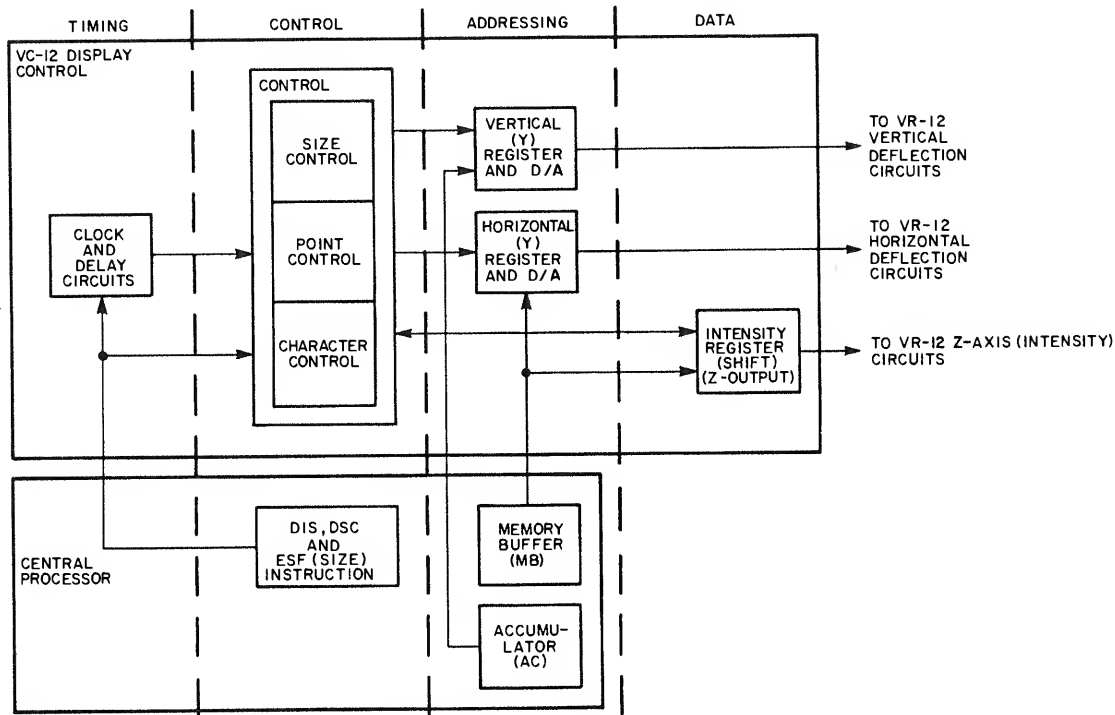 TIMING
CONTROL
ADDRESSING
DATA
VC-12 DISPLAY
CONTROL
CONTROL
SIZE
CONTROL
POINT
CONTROL
CHARACTER
CONTROL
CLOCK
AND
DELAY
CIRCUITS
VERTICAL
(Y)
REGISTER
AND D/A
HORIZONTAL
(Y)
REGISTER
AND D/A
INTENSITY
REGISTER
(SHIFT)
(Z-OUTPUT)
TO VR-12
VERTICAL
DEFLECTION
CIRCUITS
TO VR-12
HORIZONTAL
DEFLECTION
CIRCUITS
TO VR-12 Z-AXIS (INTENSITY)
CIRCUITS
CENTRAL
PROCESSOR
DIS, DSC
AND
ESF (SIZE)
INSTRUCTION
MEMORY
BUFFER
(MB)
ACCUMU-
LATOR
(AC)